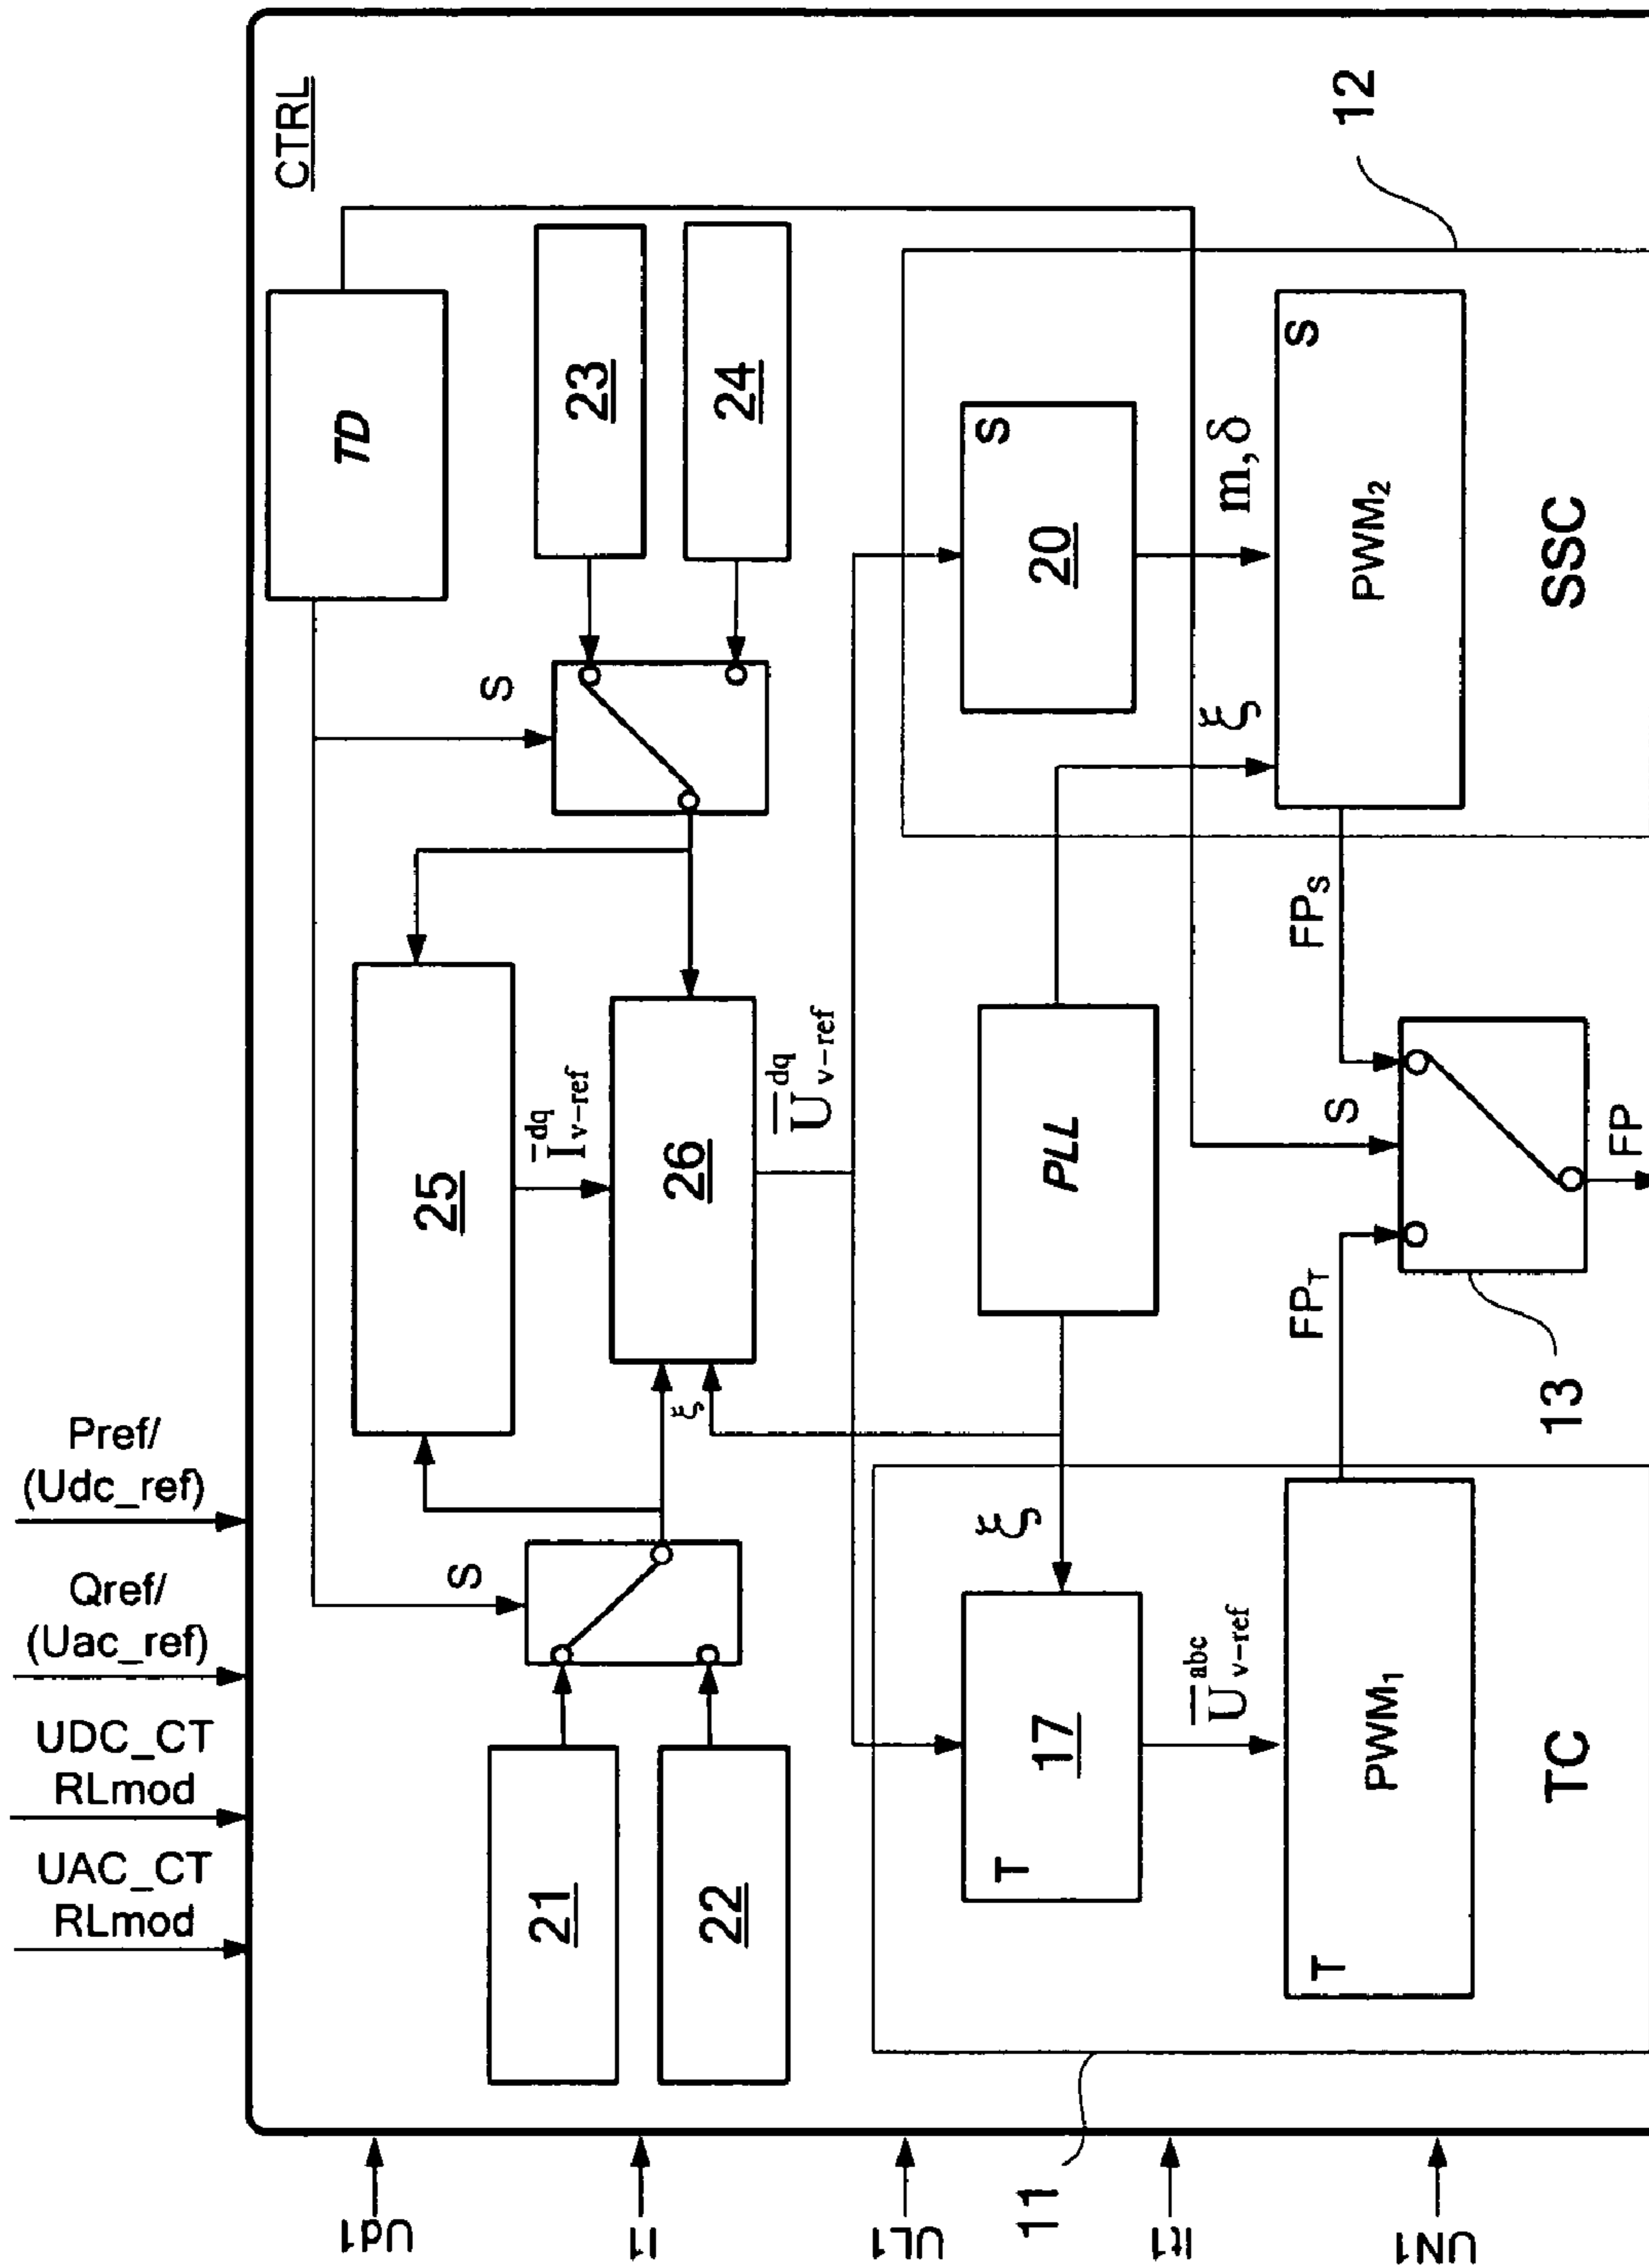 Pref/
(Udc_ref)
Qref/
(Uac_ref)
UDC_CT
RLmod
UAC_CT
RLmod
CTRL
TD
S
S
23
24
25
Ī dq v-ref
26
ξ
Ū dq v-ref
21
22
12
20
S
m, δ
ξ
PWM₂
S
SSC
PLL
FP_S
S
FP_T
FP
13
ξ
17
T
Ū abc v-ref
PWM₁
T
TC
11
Ud1
I1
UL1
It1
UN1